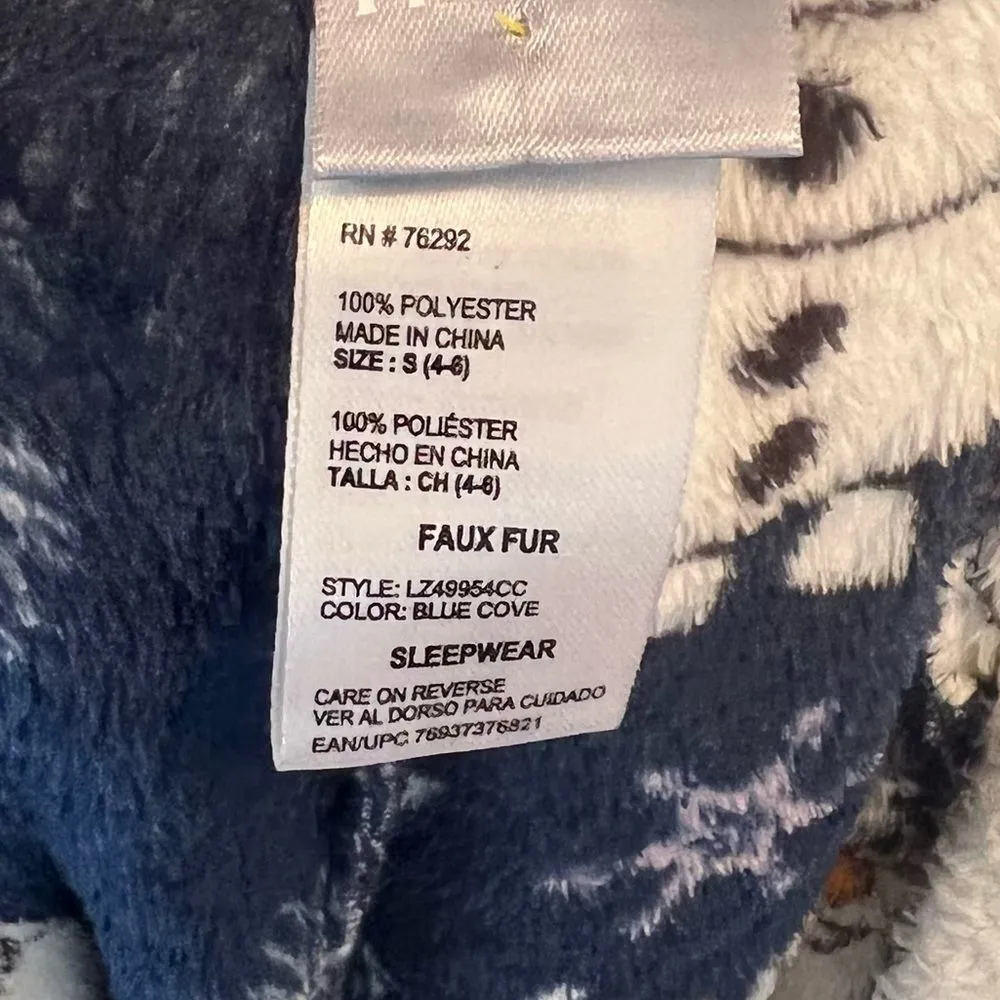 RN # 76292
100% POLYESTER
MADE IN CHINA
SIZE : S (4-6)
100% POLIÉSTER
HECHO EN CHINA
TALLA : CH (4-6)
FAUX FUR
STYLE: LZ49954CC
COLOR: BLUE COVE
SLEEPWEAR
CARE ON REVERSE
VER AL DORSO PARA CUIDADO
EAN/UPC 76937376821